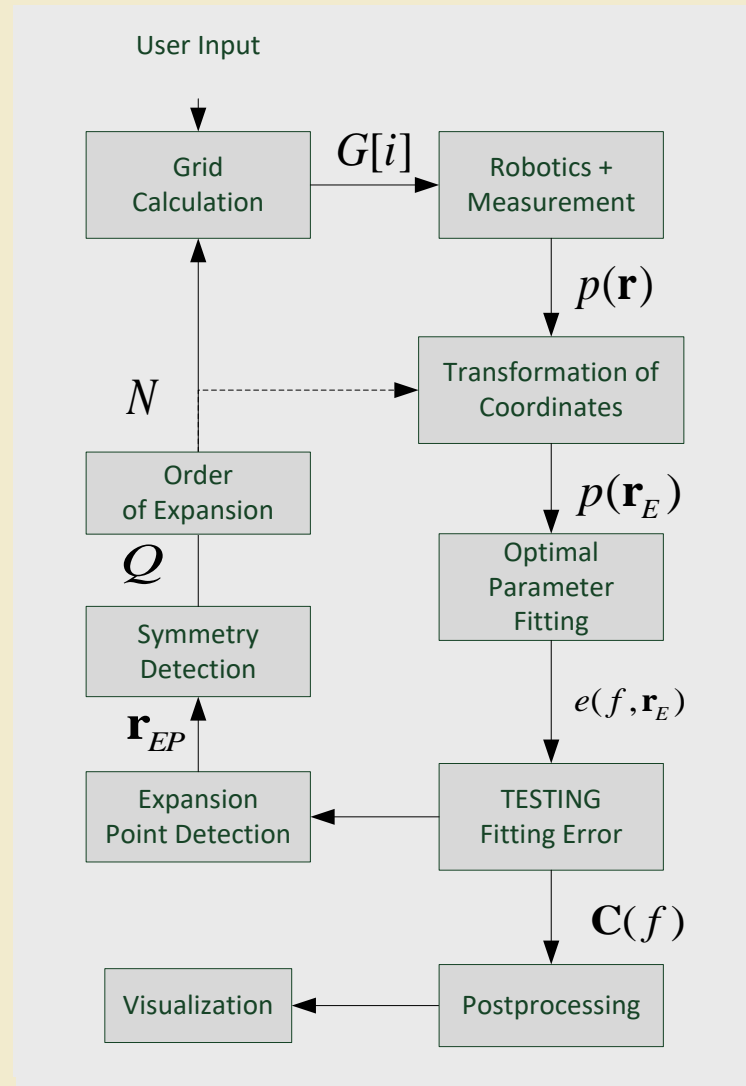 User Input
Grid
Calculation
G[i]
Robotics +
Measurement
p(r)
Transformation of
Coordinates
N
Order
of Expansion
p(r_E)
Optimal
Parameter
Fitting
Q
Symmetry
Detection
e(f, r_E)
r_EP
Expansion
Point Detection
TESTING
Fitting Error
C(f)
Visualization
Postprocessing